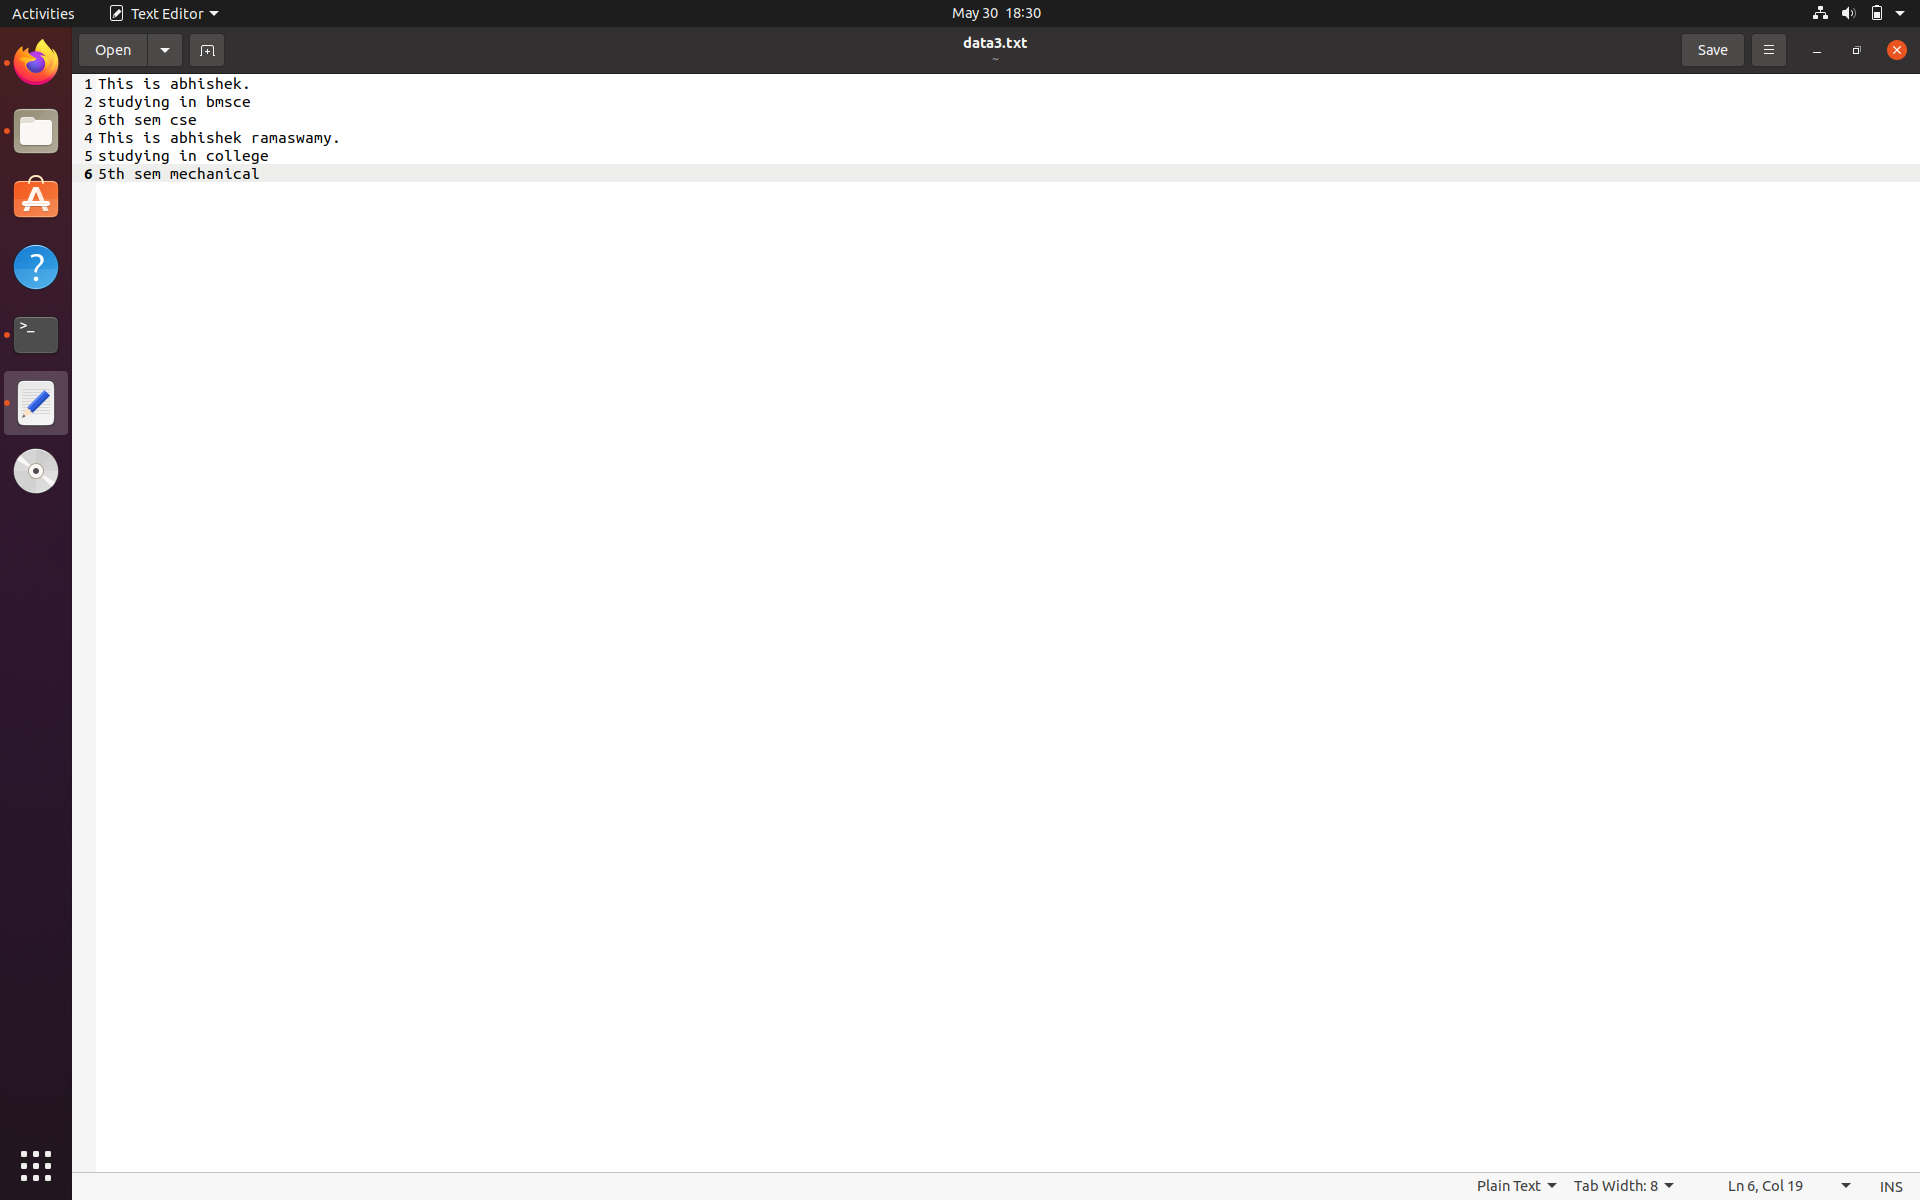 Activities
Text Editor
May 30 18:30
Open
data3.txt
~
Save
1 This is abhishek.
2 studying in bmsce
3 6th sem cse
4 This is abhishek ramaswamy.
5 studying in college
6 5th sem mechanical
Plain Text
Tab Width: 8
Ln 6, Col 19
INS